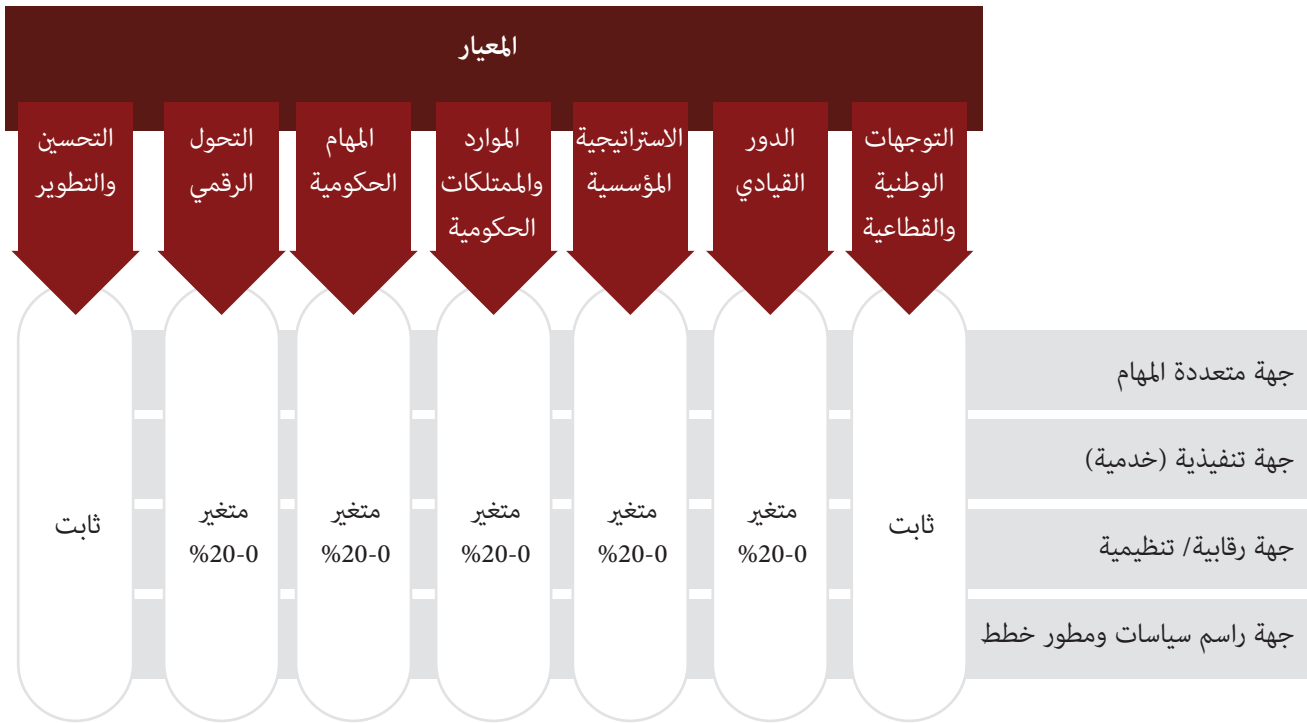 المعيار
التوجهات
الوطنية
والقطاعية
الدور
القيادي
الاستراتيجية
المؤسسية
الموارد
والممتلكات
الحكومية
المهام
الحكومية
التحول
الرقمي
التحسين
والتطوير
جهة متعددة المهام
جهة تنفيذية (خدمية)
جهة رقابية/ تنظيمية
جهة راسم سياسات ومطور خطط
ثابت
متغير
%20-0
متغير
%20-0
متغير
%20-0
متغير
%20-0
متغير
%20-0
ثابت